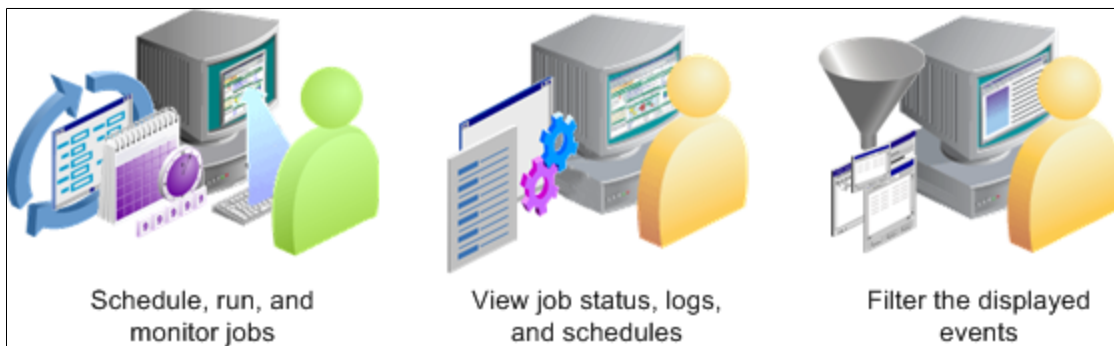 Schedule, run, and
monitor jobs
View job status, logs,
and schedules
Filter the displayed
events